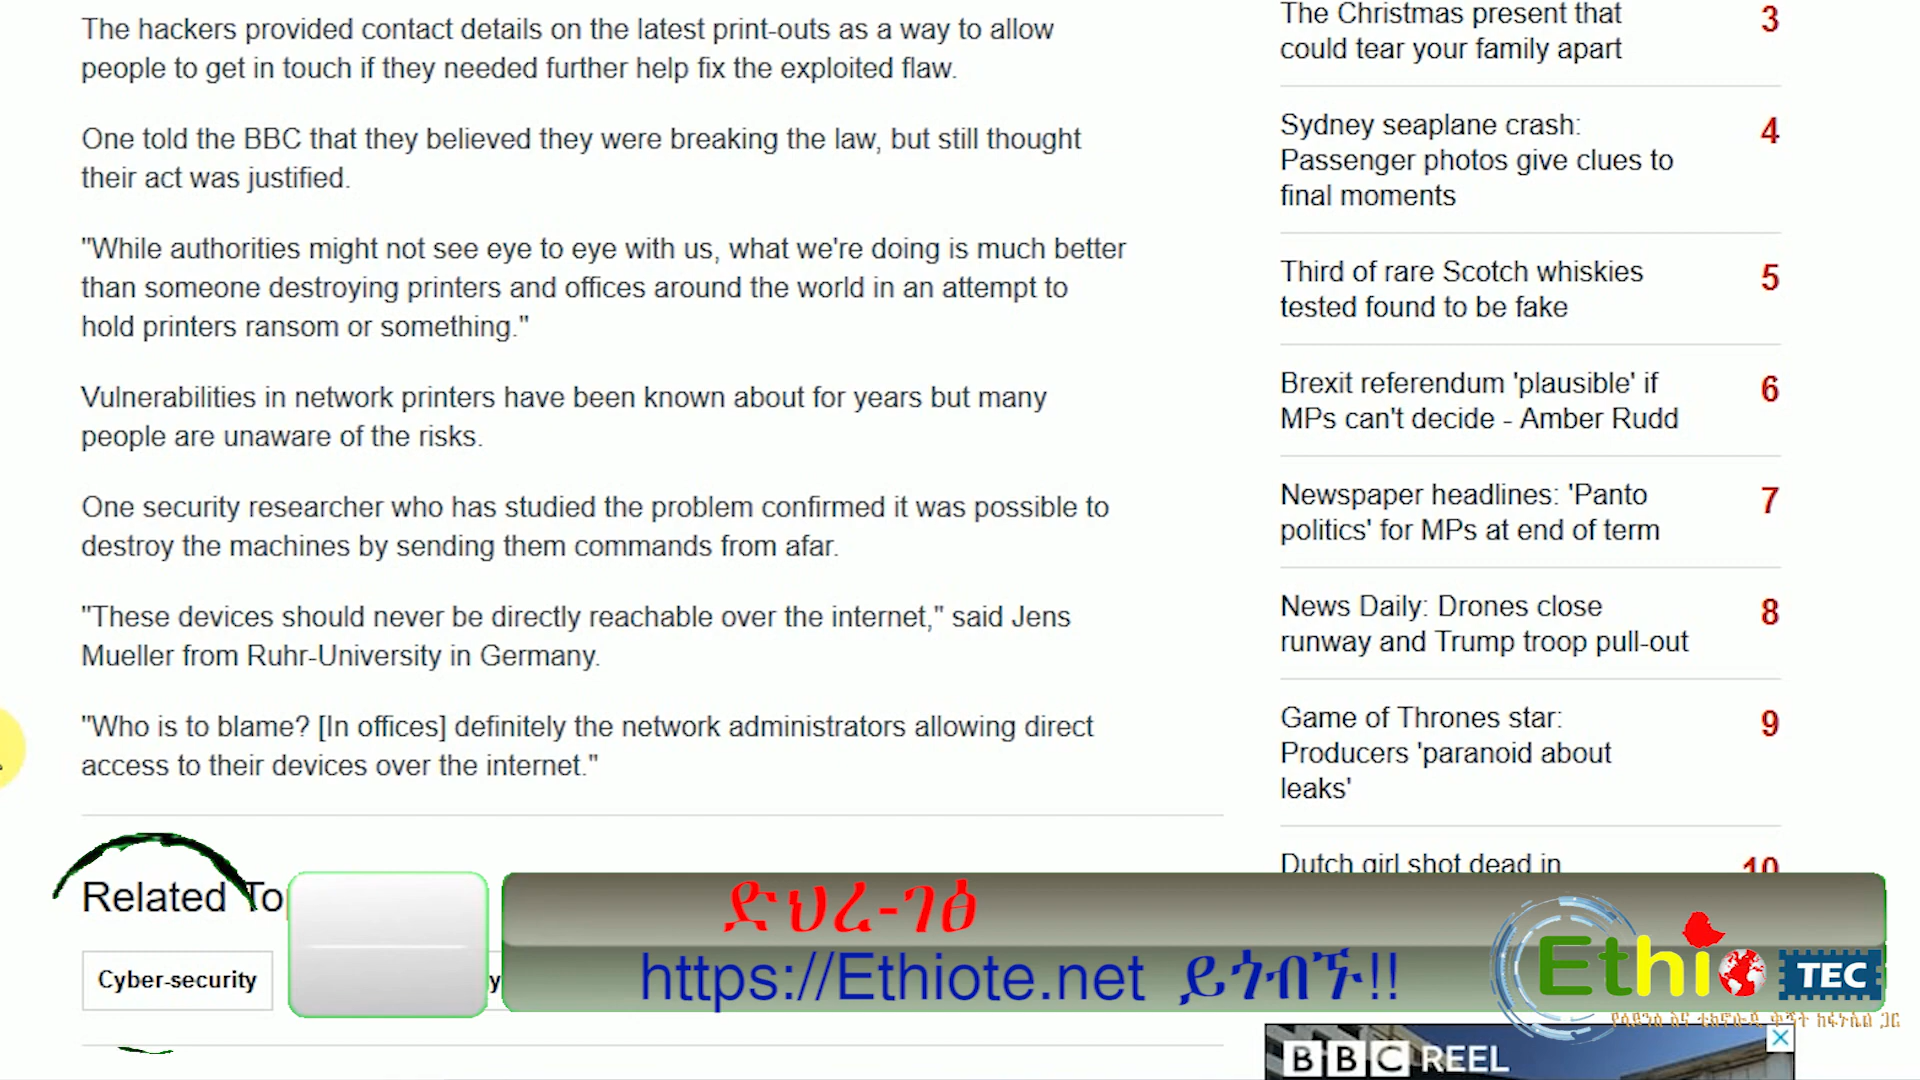 The hackers provided contact details on the latest print-outs as a way to allow
people to get in touch if they needed further help fix the exploited flaw.
One told the BBC that they believed they were breaking the law, but still thought
their act was justified.
"While authorities might not see eye to eye with us, what we're doing is much better
than someone destroying printers and offices around the world in an attempt to
hold printers ransom or something."
Vulnerabilities in network printers have been known about for years but many
people are unaware of the risks.
One security researcher who has studied the problem confirmed it was possible to
destroy the machines by sending them commands from afar.
"These devices should never be directly reachable over the internet," said Jens
Mueller from Ruhr-University in Germany.
"Who is to blame? [In offices] definitely the network administrators allowing direct
access to their devices over the internet."
Related To
Cyber-security
y
The Christmas present that 3
could tear your family apart
Sydney seaplane crash: 4
Passenger photos give clues to
final moments
Third of rare Scotch whiskies 5
tested found to be fake
Brexit referendum 'plausible' if 6
MPs can't decide - Amber Rudd
Newspaper headlines: 'Panto 7
politics' for MPs at end of term
News Daily: Drones close 8
runway and Trump troop pull-out
Game of Thrones star: 9
Producers 'paranoid about
leaks'
Dutch girl shot dead in 10
ድህረ-ገፅ
https://Ethiote.net ይጎብኙ!!
Ethio TEC
BBC REEL